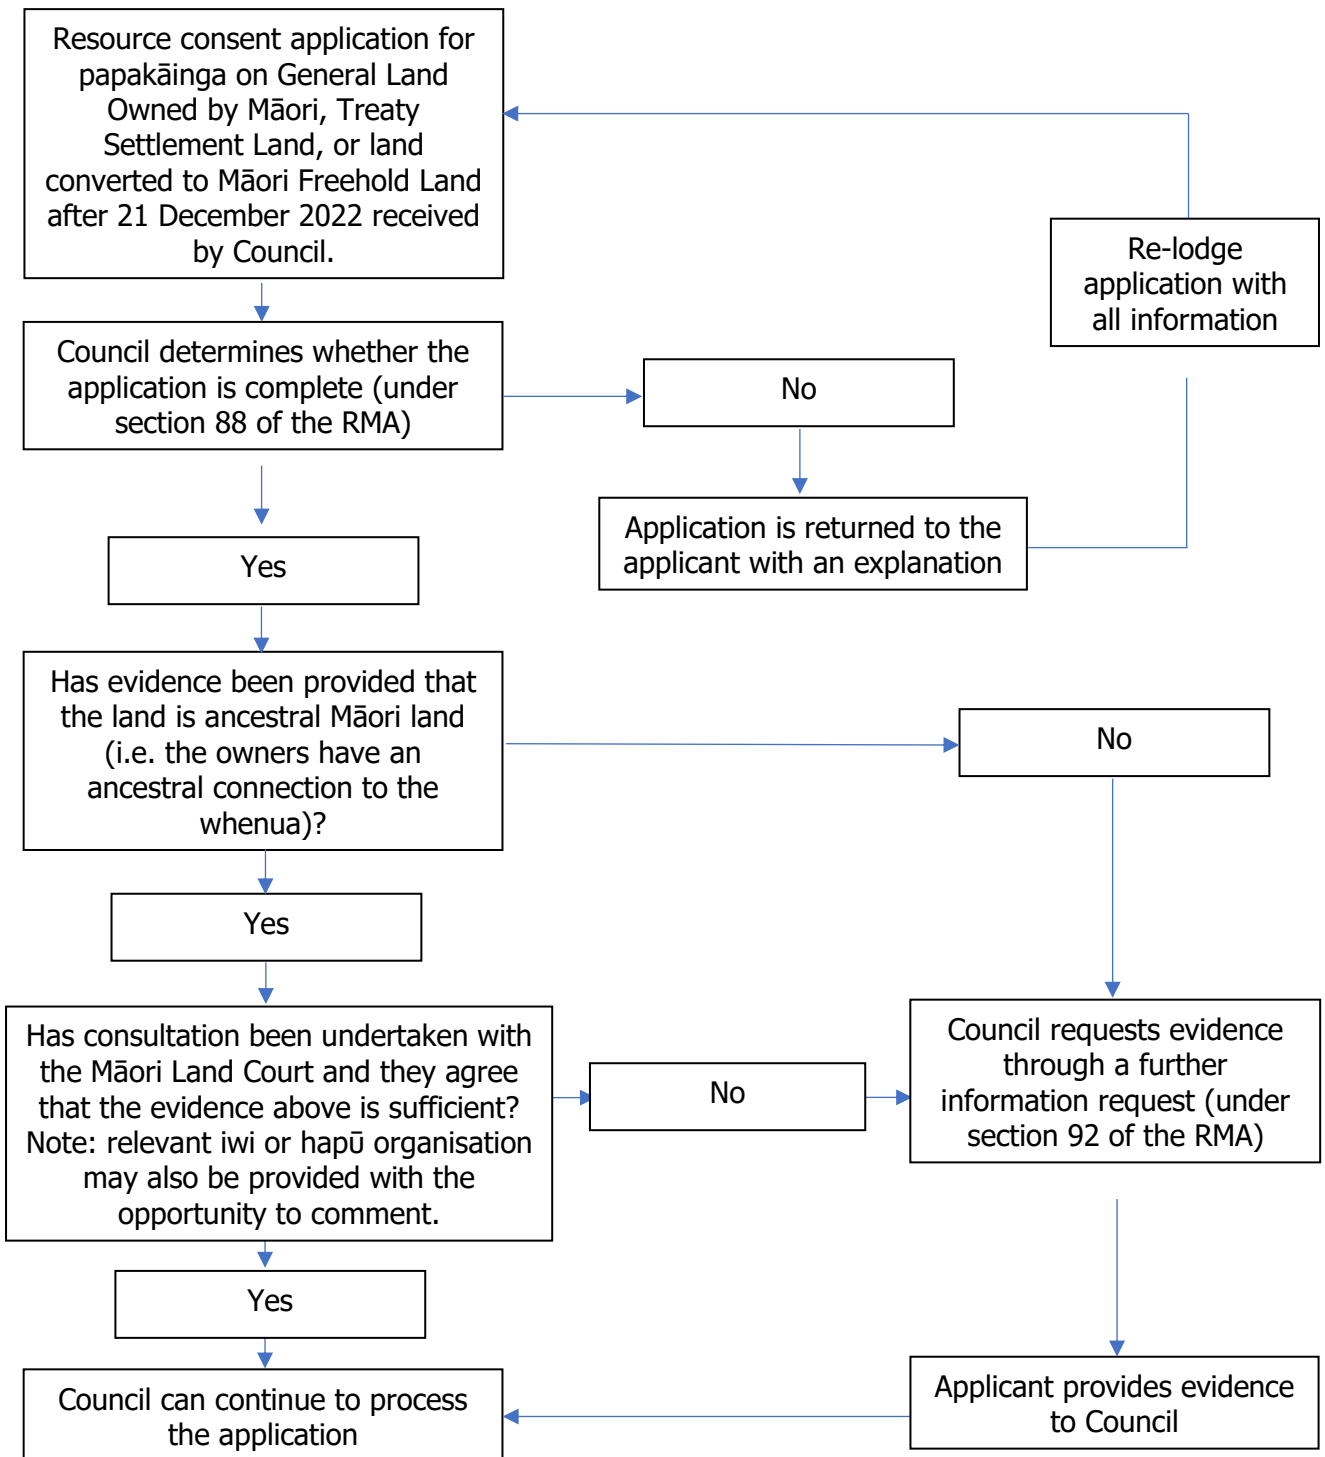 Resource consent application for
papakāinga on General Land
Owned by Māori, Treaty
Settlement Land, or land
converted to Māori Freehold Land
after 21 December 2022 received
by Council.
Re-lodge
application with
all information
Council determines whether the
application is complete (under
section 88 of the RMA)
No
Application is returned to the
applicant with an explanation
Yes
Has evidence been provided that
the land is ancestral Māori land
(i.e. the owners have an
ancestral connection to the
whenua)?
No
Yes
Has consultation been undertaken with
the Māori Land Court and they agree
that the evidence above is sufficient?
Note: relevant iwi or hapū organisation
may also be provided with the
opportunity to comment.
No
Council requests evidence
through a further
information request (under
section 92 of the RMA)
Yes
Council can continue to process
the application
Applicant provides evidence
to Council